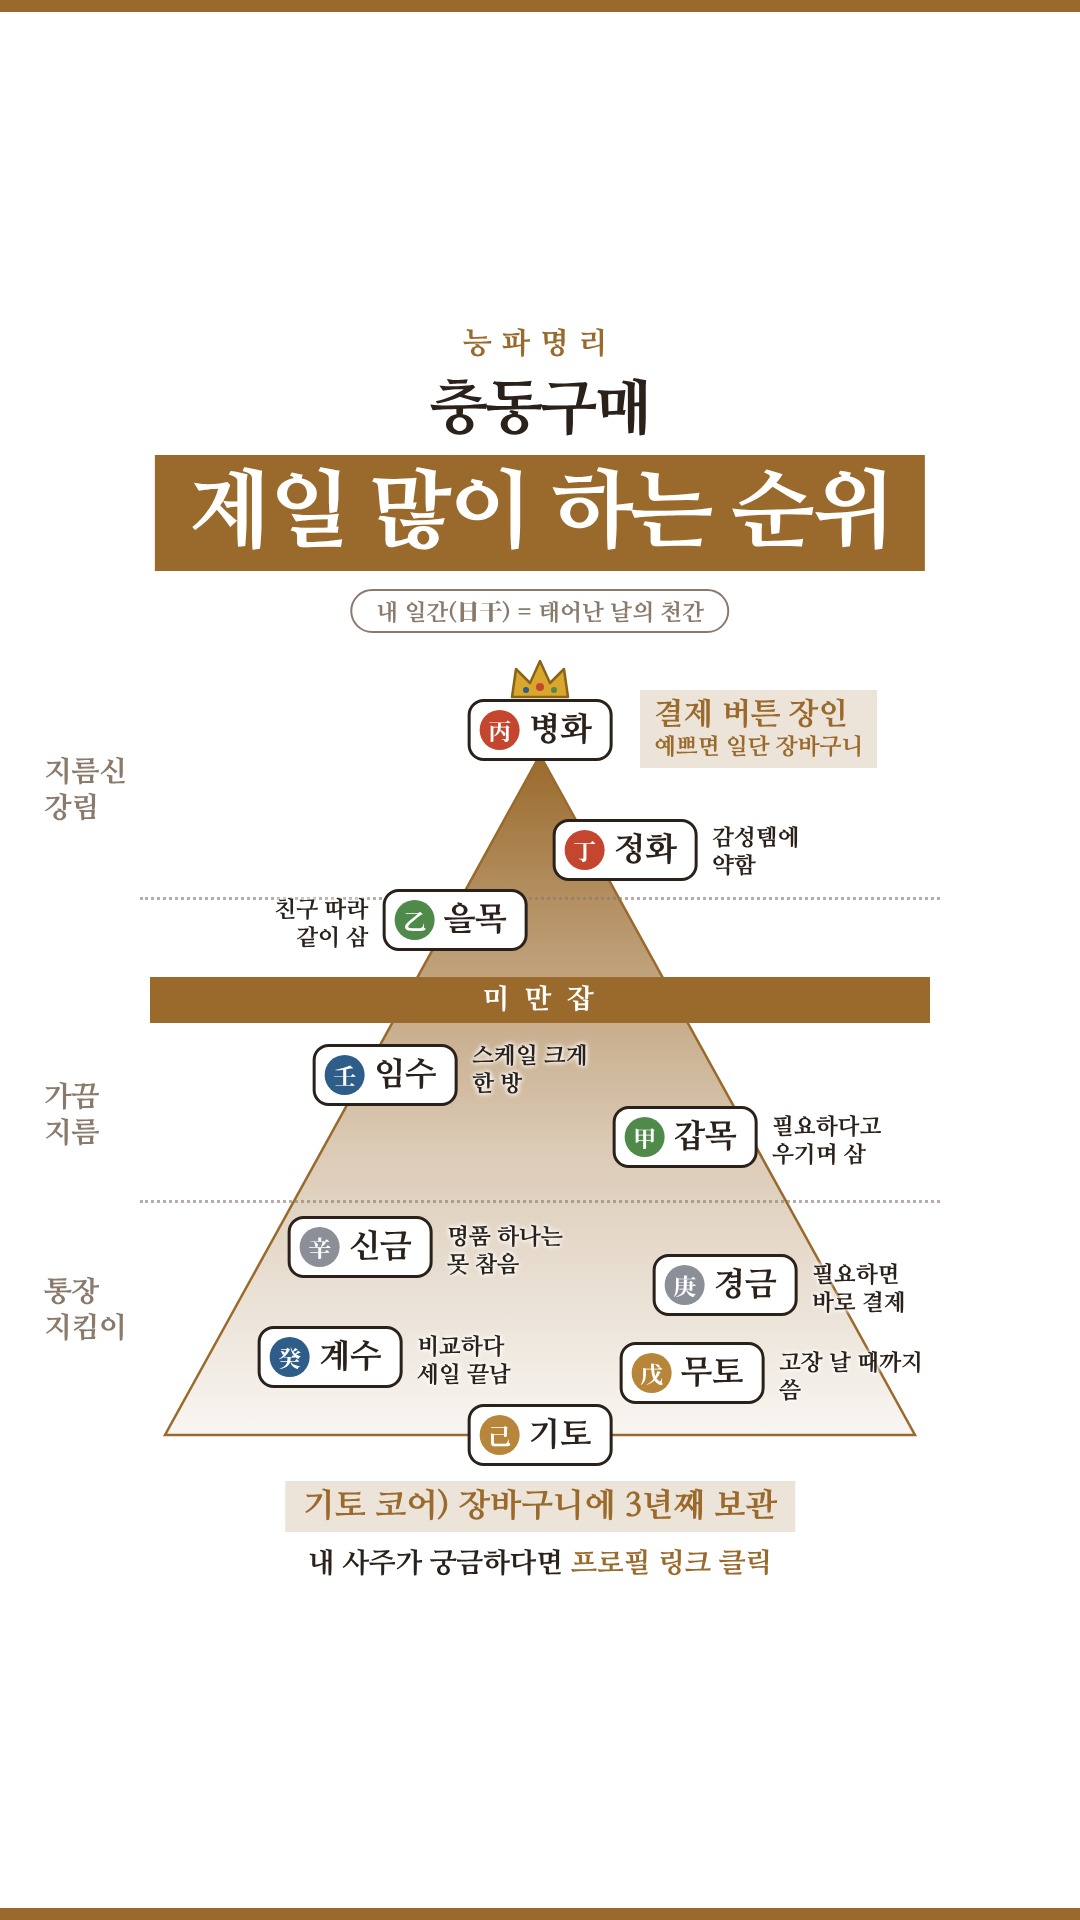 능파명리
충동구매
제일 많이 하는 순위
내 일간(日干) = 태어난 날의 천간
丙 병화
결제 버튼 장인
예쁘면 일단 장바구니
지름신
강림
丁 정화
감성템에
약함
친구 따라
같이 삼
乙 을목
미만잡
壬 임수
스케일 크게
한 방
가끔
지름
甲 갑목
필요하다고
우기며 삼
辛 신금
명품 하나는
못 참음
庚 경금
필요하면
바로 결제
통장
지킴이
癸 계수
비교하다
세일 끝남
戊 무토
고장 날 때까지
씀
己 기토
기토 코어) 장바구니에 3년째 보관
내 사주가 궁금하다면 프로필 링크 클릭